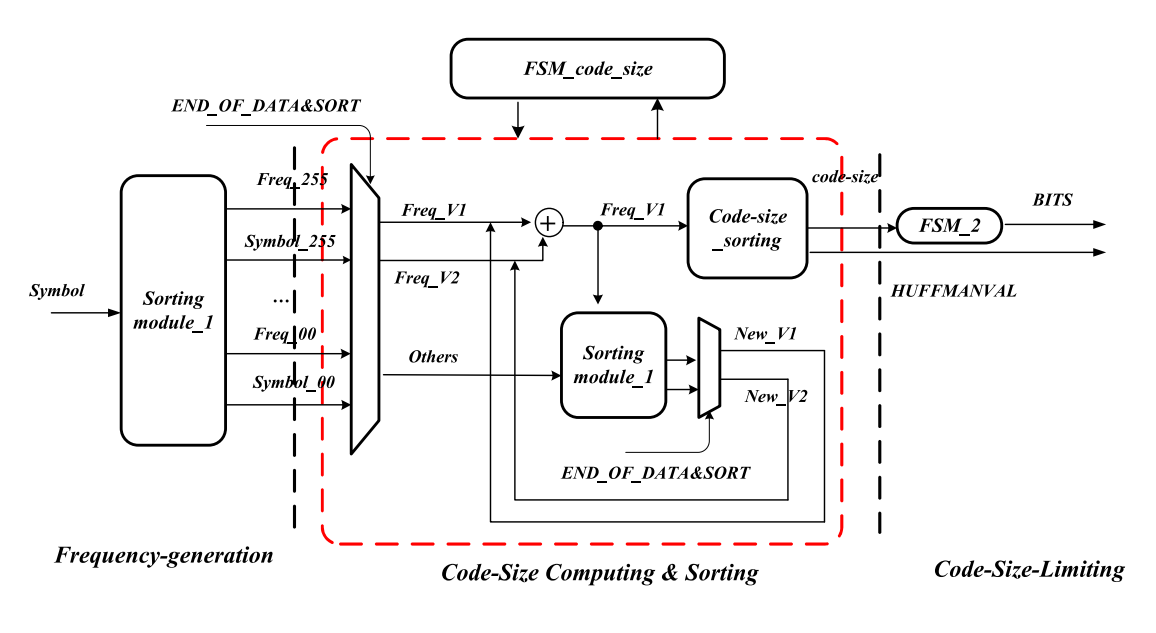 FSM_code_size
END_OF_DATA&SORT
Freq_255
Symbol_255
...
Freq_00
Symbol_00
Symbol
Sorting
module_1
Freq_V1
Freq_V2
Others
Freq_V1
Code-size
_sorting
code-size
FSM_2
BITS
HUFFMANVAL
Sorting
module_1
New_V1
New_V2
END_OF_DATA&SORT
Frequency-generation
Code-Size Computing & Sorting
Code-Size-Limiting